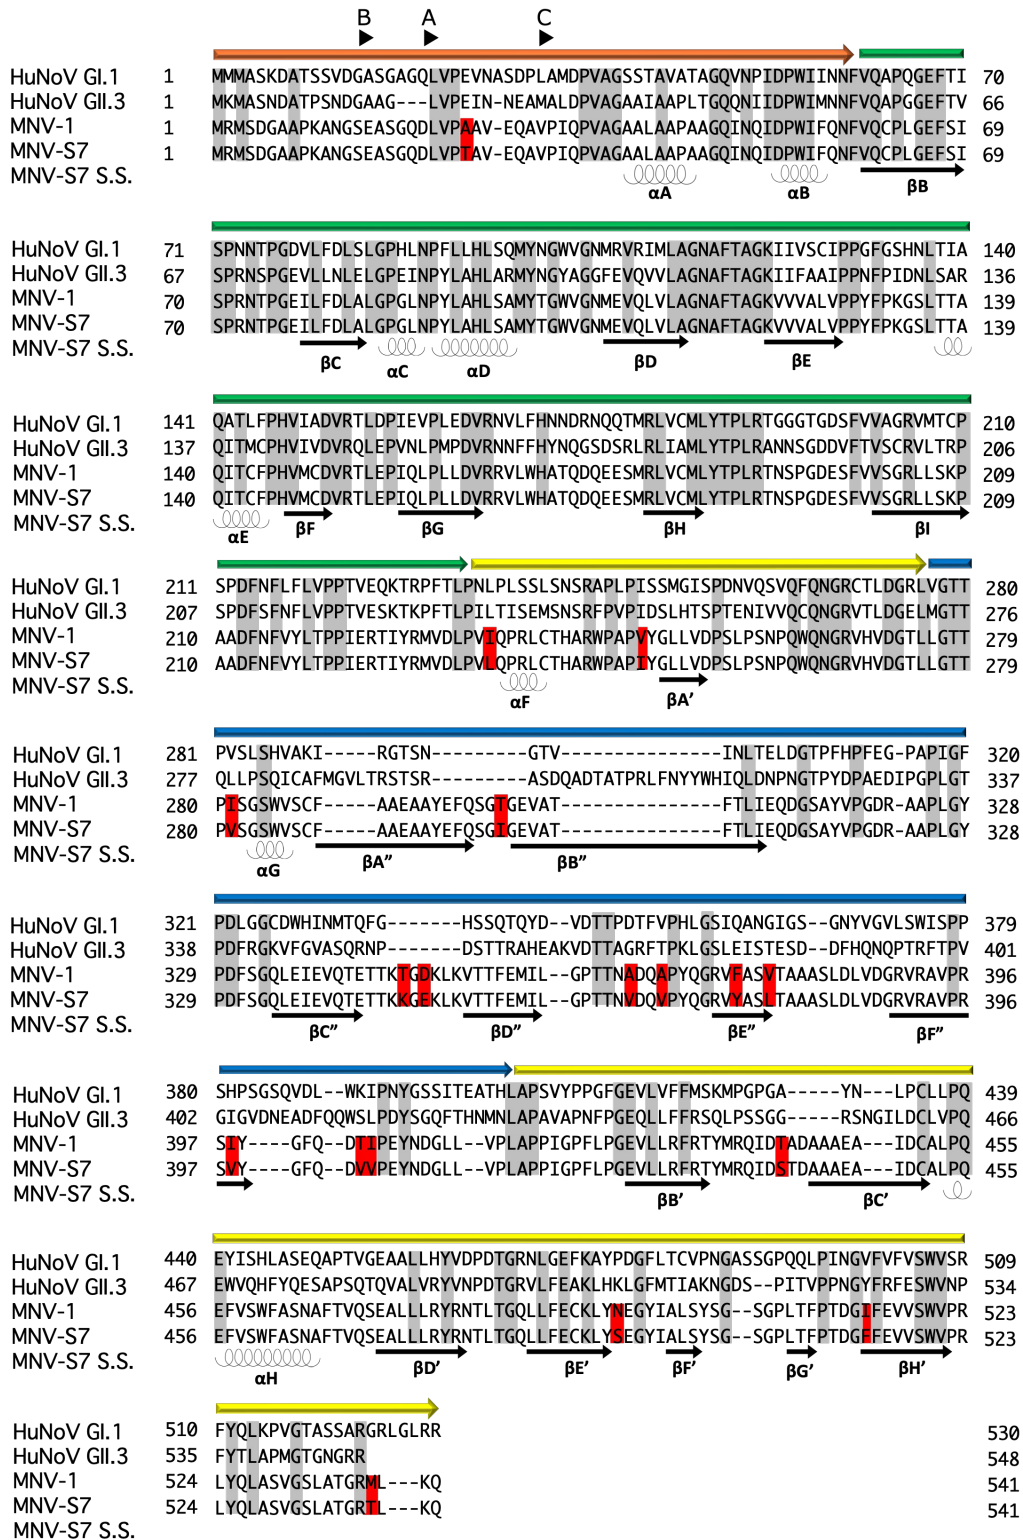 B A C
HuNoV GI.1 1 MMMASKDATSSVDGASGAGQLVPEVNASDPLAMDPVAGSSTAVATAGQVNPIDPWIINNFVQAPQGEFTI 70
HuNoV GII.3 1 MKMASNDATPSNDGAAG---LVPEIN-NEAMALDPVAGAAIAAPLTGQQNIIDPWIMNNFVQAPGGEFTV 66
MNV-1 1 MRMSDGAAPKANGSEASGQDLVPAAV-EQAVPIQPVAGAALAAPAAGQINQIDPWIFQNFVQCPLGEFSI 69
MNV-S7 1 MRMSDGAAPKANGSEASGQDLVPTAV-EQAVPIQPVAGAALAAPAAGQINQIDPWIFQNFVQCPLGEFSI 69
MNV-S7 S.S. αA αB βB
HuNoV GI.1 71 SPNNTPGDVLFDLSLGPHLNPFLLHLSQMYNGWVGNMRVRIMLAGNAFTAGKIIVSCIPPGFGSHNLTIA 140
HuNoV GII.3 67 SPRNSPGEVLLNLELGPEINPYLAHLARMYNGYAGGFEVQVVLAGNAFTAGKIIFAAIPPNFPIDNLSAR 136
MNV-1 70 SPRNTPGEILFDLALGPGLNPYLAHLSAMYTGWVGNMEVQLVLAGNAFTAGKVVVALVPPYFPKGSLTTA 139
MNV-S7 70 SPRNTPGEILFDLALGPGLNPYLAHLSAMYTGWVGNMEVQLVLAGNAFTAGKVVVALVPPYFPKGSLTTA 139
MNV-S7 S.S. βC αC αD βD βE
HuNoV GI.1 141 QATLFPHVIADVRTLDPIEVPLEDVRNVLFHNNDRNQQTMRLVCMLYTPLRTGGGTGDSFVVAGRVMTCP 210
HuNoV GII.3 137 QITMCPHVIVDVRQLEPVNLPMPDVRNNFFHYNQGSDSRLRLIAMLYTPLRANNSGDDVFTVSCRVLTRP 206
MNV-1 140 QITCFPHVMCDVRTLEPIQLPLLDVRRVLWHATQDQEESMRLVCMLYTPLRTNSPGDESFVVSGRLLSKP 209
MNV-S7 140 QITCFPHVMCDVRTLEPIQLPLLDVRRVLWHATQDQEESMRLVCMLYTPLRTNSPGDESFVVSGRLLSKP 209
MNV-S7 S.S. αE βF βG βH βI
HuNoV GI.1 211 SPDFNFLFLVPPTVEQKTRPFTLPNLPLSSLSNSRAPLPISSMGISPDNVQSVQFQNGRCTLDGRLVGTT 280
HuNoV GII.3 207 SPDFSFNFLVPPTVESKTKPFTLPILTISEMSNSRFPVPIDSLHTSPTENIVVQCQNGRVTLDGELMGTT 276
MNV-1 210 AADFNFVYLTPPIERTIYRMVDLPVIQPRLCTHARWPAPVYGLLVDPSLPSNPQWQNGRVHVDGTLLGTT 279
MNV-S7 210 AADFNFVYLTPPIERTIYRMVDLPVLQPRLCTHARWPAPIYGLLVDPSLPSNPQWQNGRVHVDGTLLGTT 279
MNV-S7 S.S. αF βA’
HuNoV GI.1 281 PVSLSHVAKI-----RGTSN---------GTV--------------INLTELDGTPFHPFEG-PAPIGF 320
HuNoV GII.3 277 QLLPSQICAFMGVLTRSTSR---------ASDQADTATPRLFNYYWHIQLDNPNGTPYDPAEDIPGPLGT 337
MNV-1 280 PISGSWVSCF-----AAEAAYEFQSGTGEVAT--------------FTLIEQDGSAYVPGDR-AAPLGY 328
MNV-S7 280 PVSGSWVSCF-----AAEAAYEFQSGIGEVAT--------------FTLIEQDGSAYVPGDR-AAPLGY 328
MNV-S7 S.S. αG βA” βB”
HuNoV GI.1 321 PDLGGCDWHINMTQFG-------HSSQTQYD--VDTTPDTFVPHLGSIQANGIGS--GNYVGVLSWISPP 379
HuNoV GII.3 338 PDFRGKVFGVASQRNP-------DSTTRAHEAKVDTTAGRFTPKLGSLEISTESD--DFHQNQPTRFTPV 401
MNV-1 329 PDFSGQLEIEVQTETTKTGDKLKVTTFEMIL--GPTTNADQAPYQGRVFASVTAAASLDLVDGRVRAVPR 396
MNV-S7 329 PDFSGQLEIEVQTETTKKGEKLKVTTFEMIL--GPTTNVDQVPYQGRVYASLTAAASLDLVDGRVRAVPR 396
MNV-S7 S.S. βC” βD” βE” βF”
HuNoV GI.1 380 SHPSGSQVDL--WKIPNYGSSITEATHLAPSVYPPGFGEVLVFFMSKMPGPGA-----YN---LPCLLPQ 439
HuNoV GII.3 402 GIGVDNEADFQQWSLPDYSGQFTHNMNLAPAVAPNFPGEQLLFFRSQLPSSGG-----RSNGILDCLVPQ 466
MNV-1 397 SIY----GFQ--DTIPEYNDGLL--VPLAPPIGPFLPGEVLLRFRTYMRQIDTADAAAEA---IDCALPQ 455
MNV-S7 397 SVY----GFQ--DVVPEYNDGLL--VPLAPPIGPFLPGEVLLRFRTYMRQIDSTDAAAEA---IDCALPQ 455
MNV-S7 S.S. βB’ βC’
HuNoV GI.1 440 EYISHLASEQAPTVGEAALLHYVDPDTGRNLGEFKAYPDGFLTCVPNGASSGPQQLPINGVFVFVSWVSR 509
HuNoV GII.3 467 EWVQHFYQESAPSQTQVALVRYVNPDTGRVLFEAKLHKLGFMTIAKNGDS--PITVPPNGYFRFESWVNP 534
MNV-1 456 EFVSWFASNAFTVQSEALLLRYRNTLTGQLLFECKLYNEGYIALSYSG--SGPLTFPTDGIFEVVSWVPR 523
MNV-S7 456 EFVSWFASNAFTVQSEALLLRYRNTLTGQLLFECKLYSEGYIALSYSG--SGPLTFPTDGFFEVVSWVPR 523
MNV-S7 S.S. αH βD’ βE’ βF’ βG’ βH’
HuNoV GI.1 510 FYQLKPVGTASSARGRLGLRR 530
HuNoV GII.3 535 FYTLAPMGTGNGRR 548
MNV-1 524 LYQLASVGSLATGRML---KQ 541
MNV-S7 524 LYQLASVGSLATGRTL---KQ 541
MNV-S7 S.S.